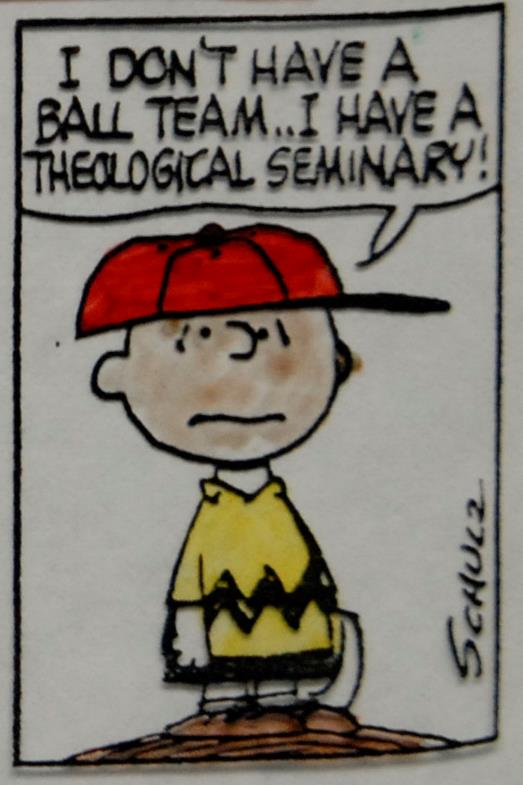 I DON'T HAVE A
BALL TEAM..I HAVE A
THEOLOGICAL SEMINARY!
SCHULZ